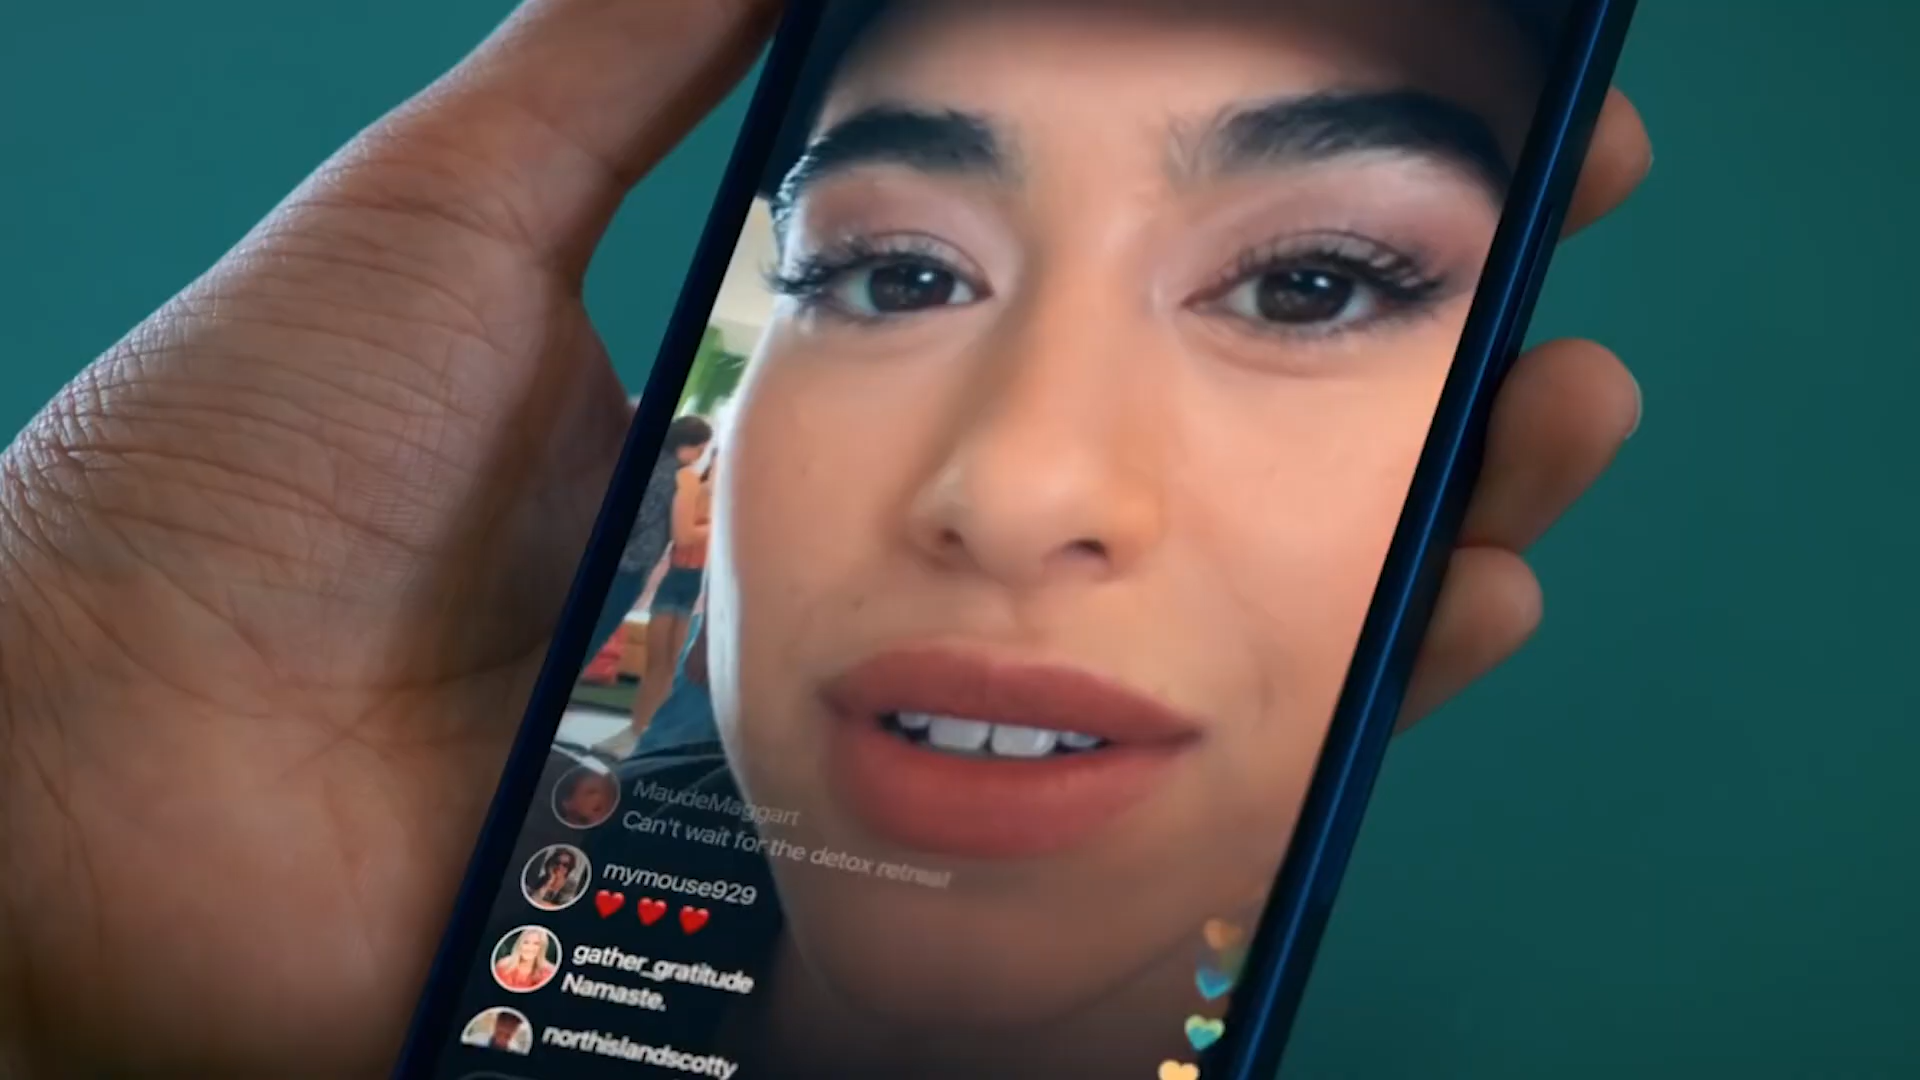 MaudeMaggart
Can't wait for the detox retreat
mymouse929
gather_gratitude
Namaste.
northislandscotty